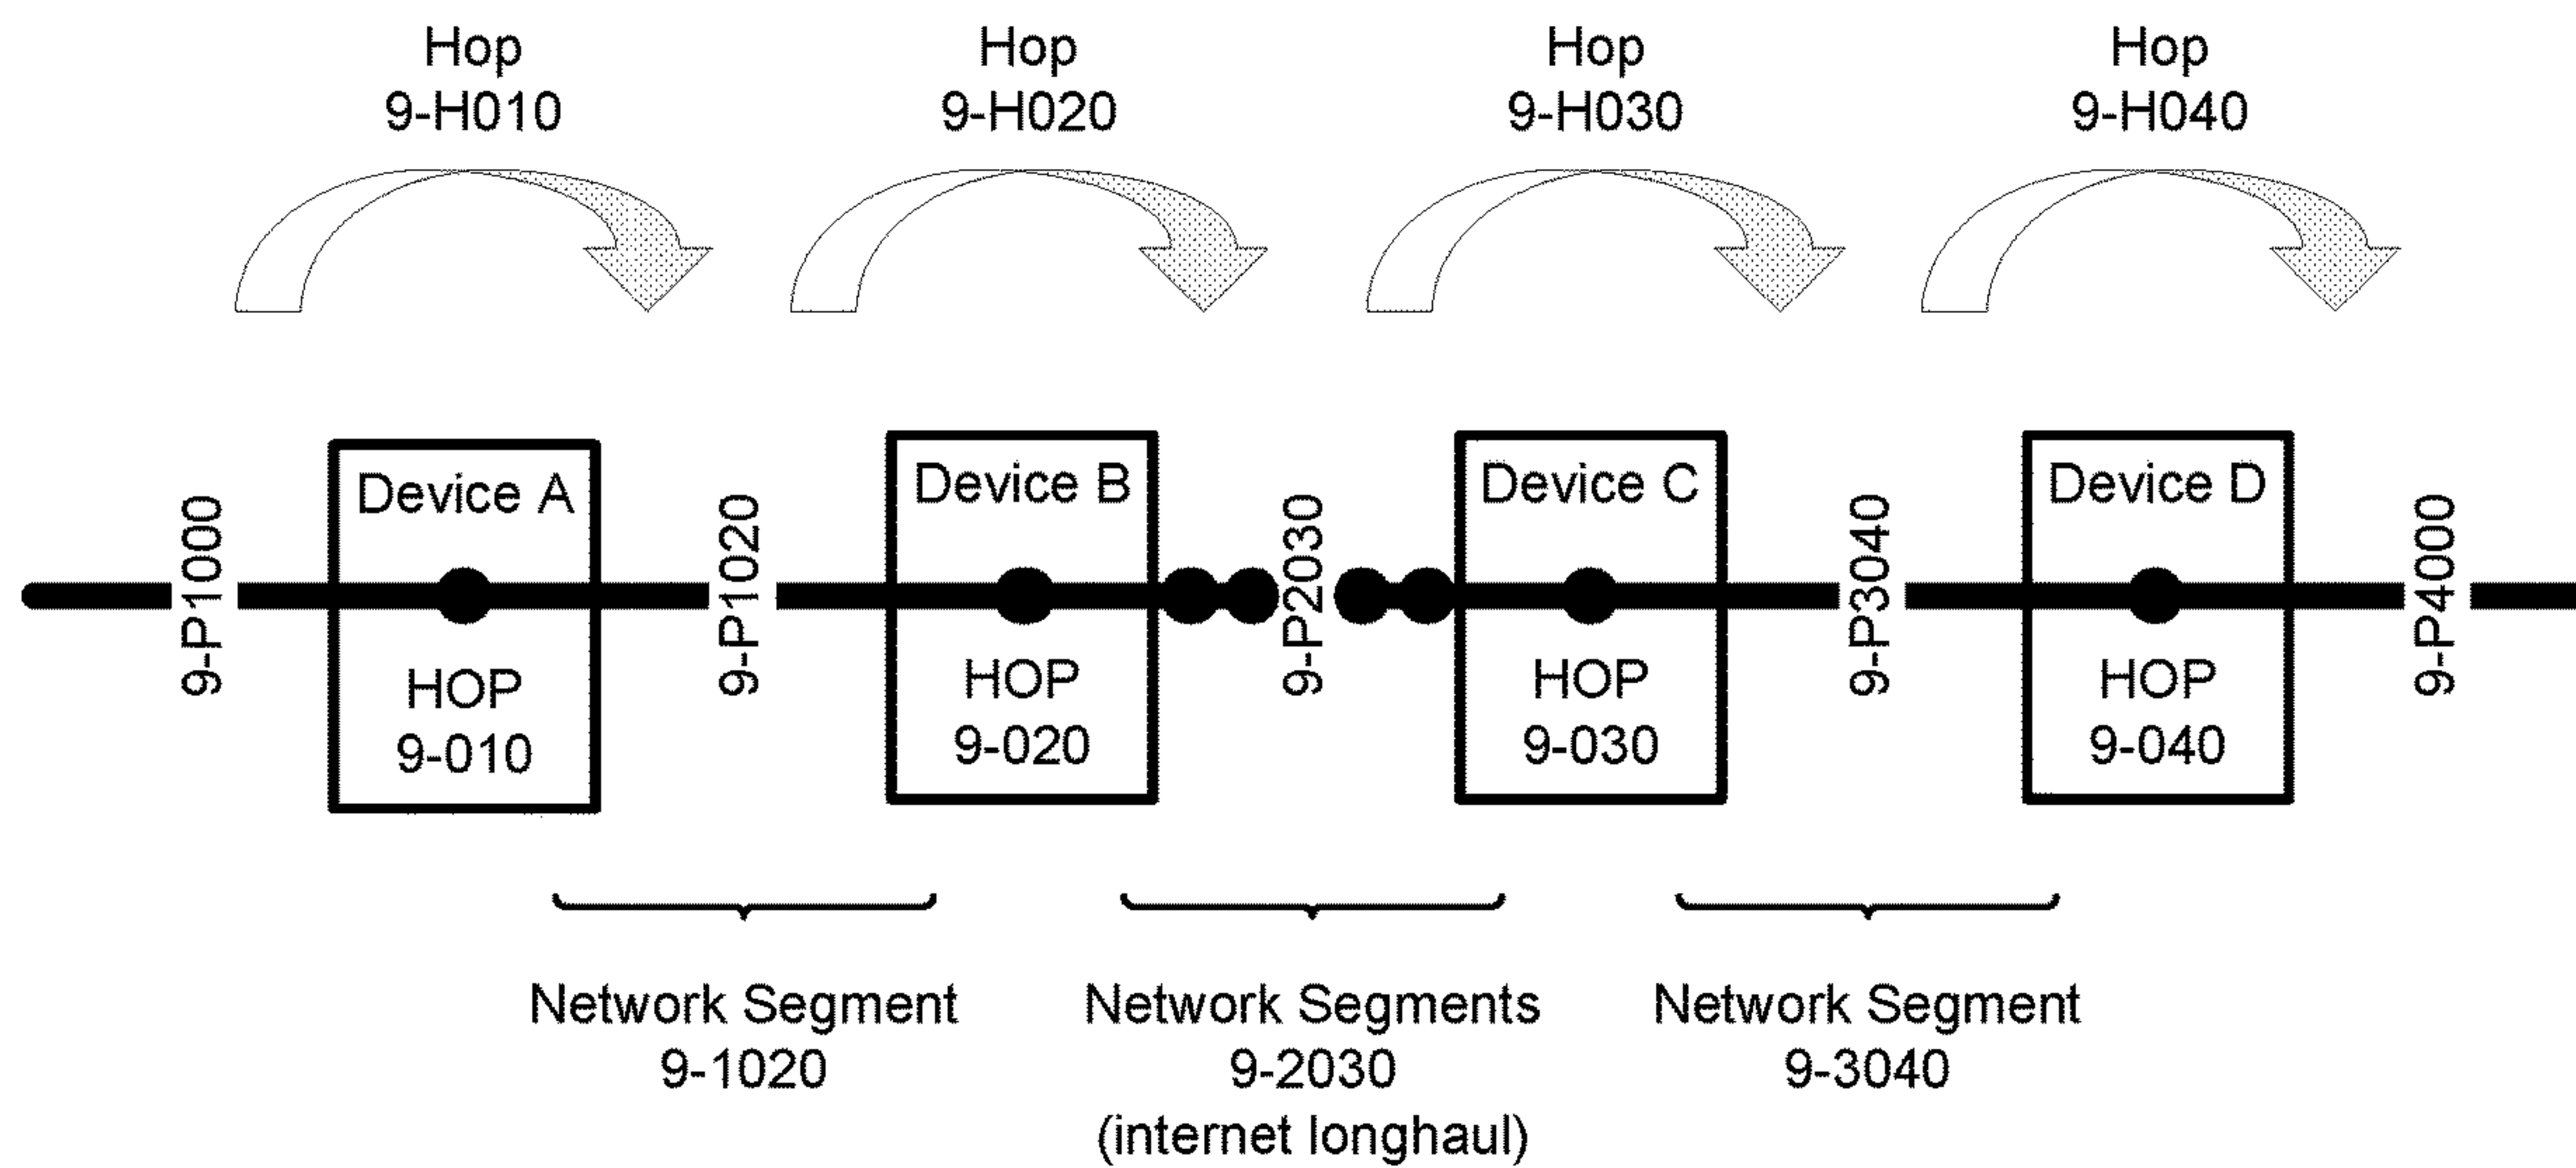 Hop
9-H010
Hop
9-H020
Hop
9-H030
Hop
9-H040
9-P1000
Device A
HOP
9-010
9-P1020
Device B
HOP
9-020
9-P2030
Device C
HOP
9-030
9-P3040
Device D
HOP
9-040
9-P4000
Network Segment
9-1020
Network Segments
9-2030
(internet longhaul)
Network Segment
9-3040